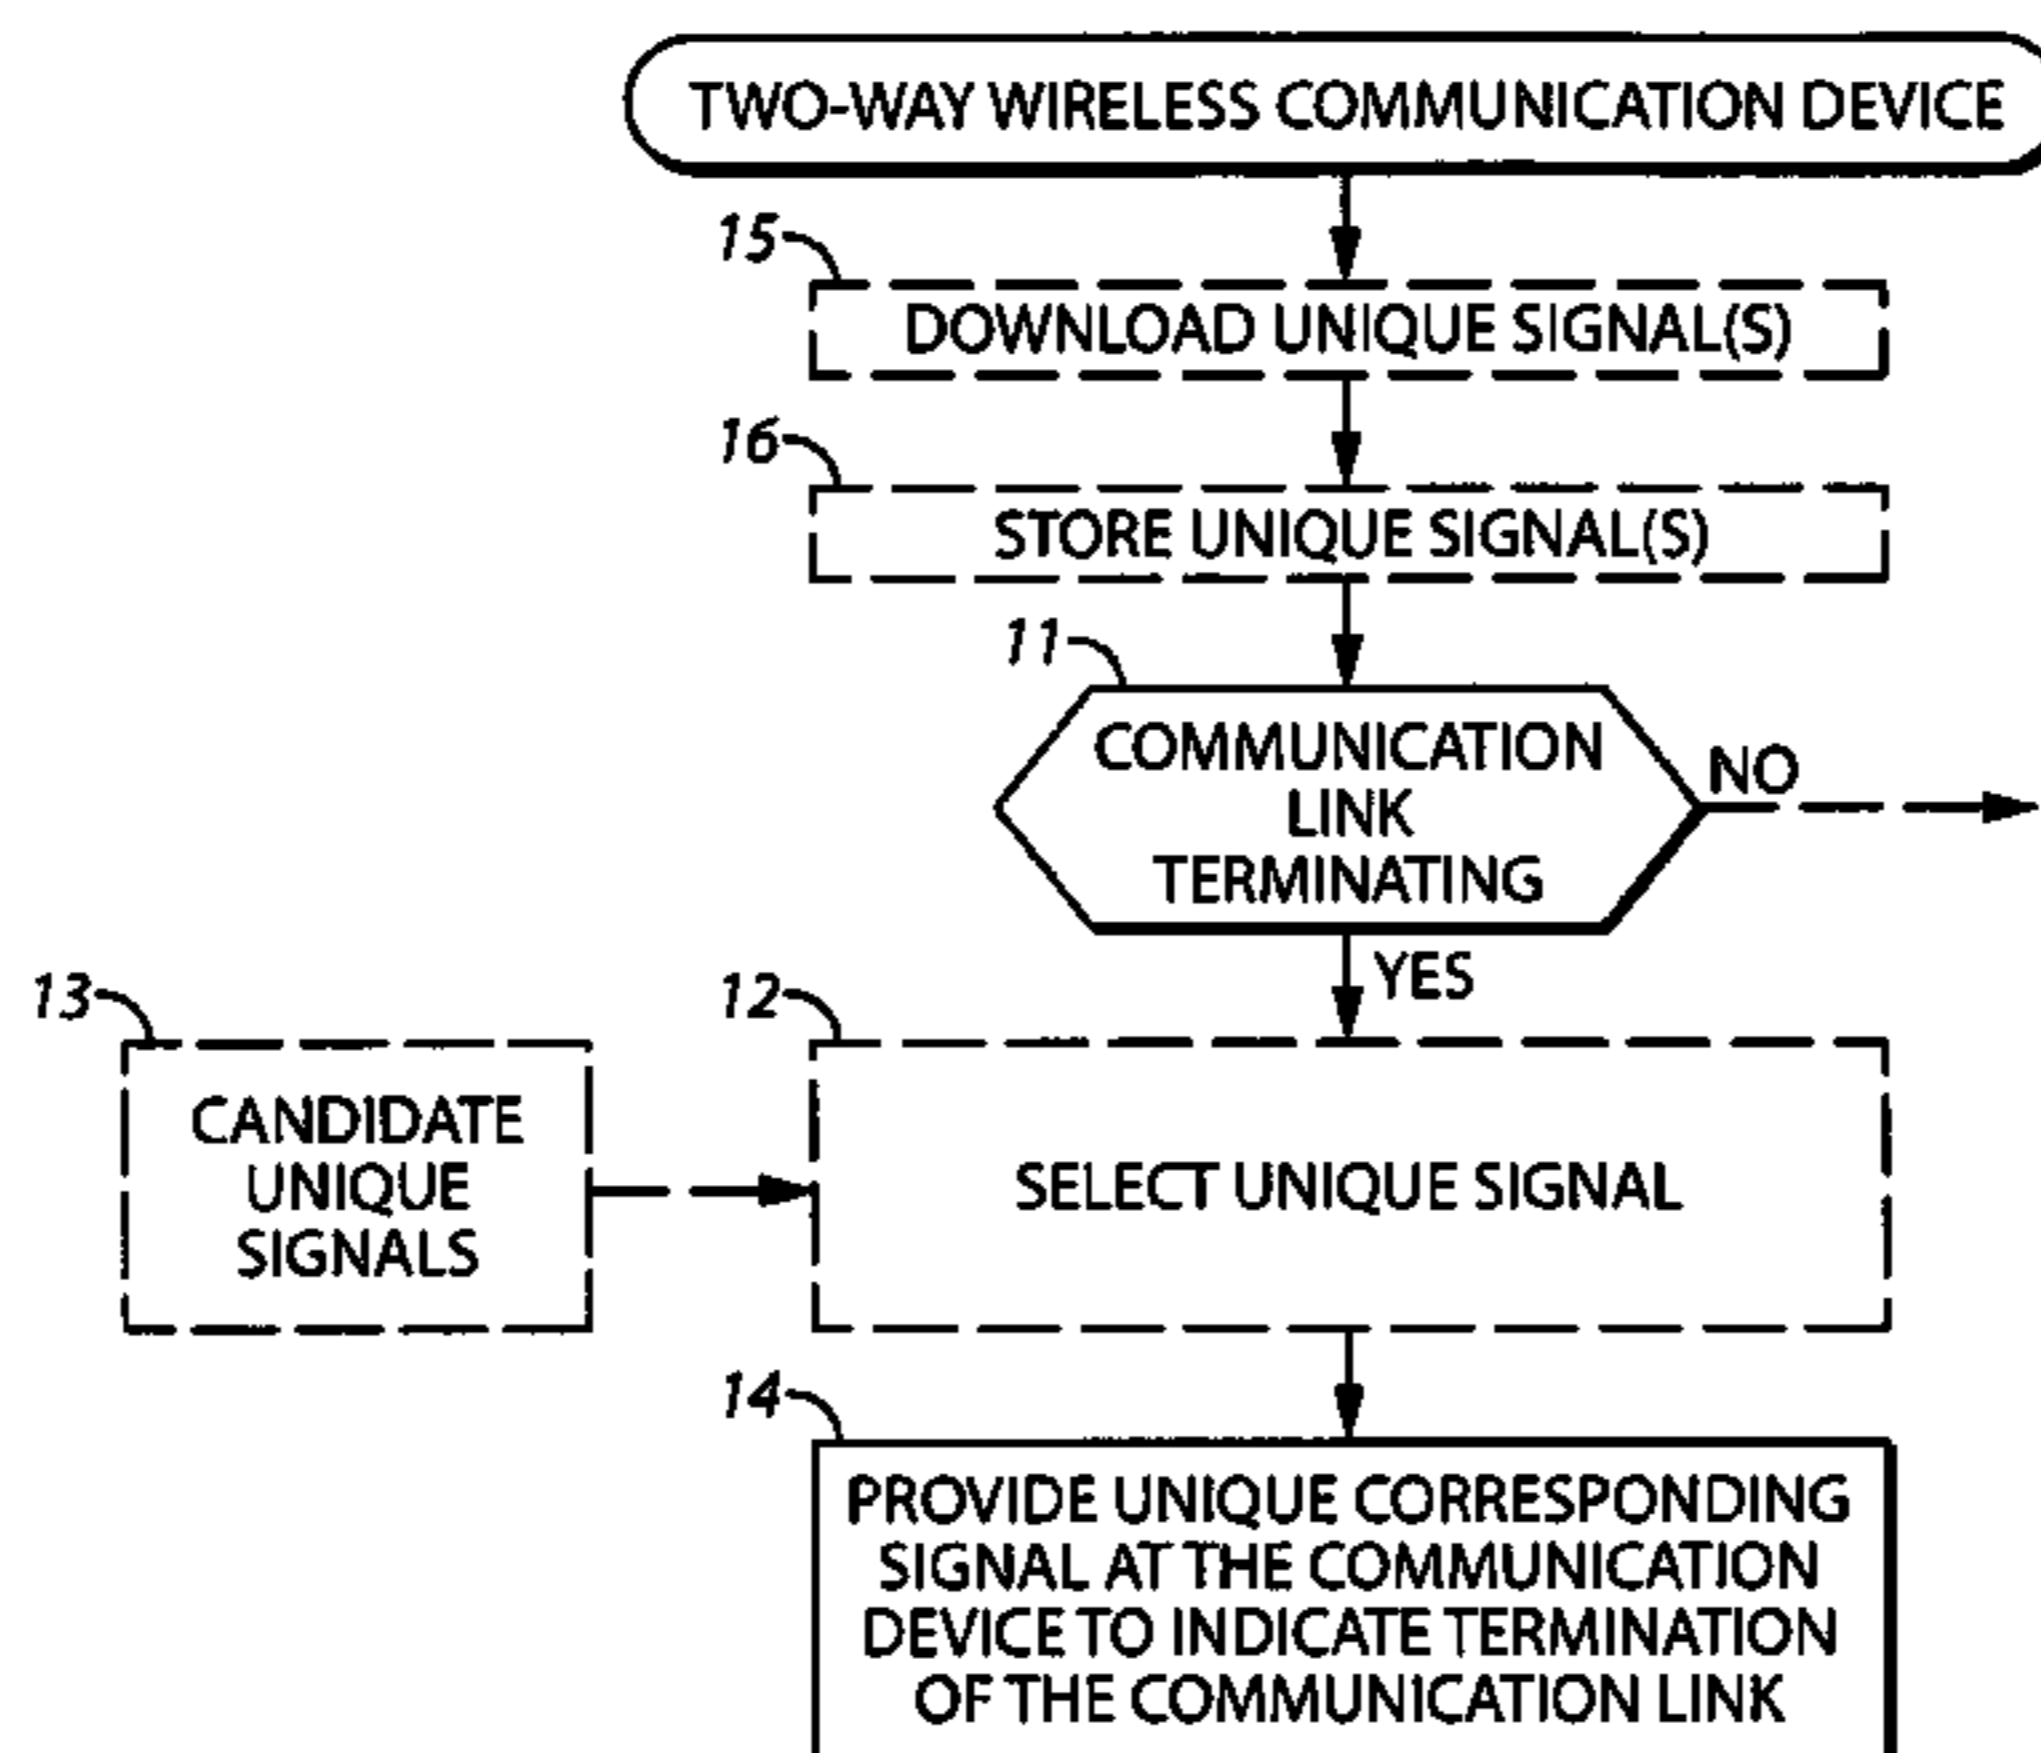 TWO-WAY WIRELESS COMMUNICATION DEVICE
15
DOWNLOAD UNIQUE SIGNAL(S)
16
STORE UNIQUE SIGNAL(S)
11
COMMUNICATION
LINK
TERMINATING
NO
YES
13
CANDIDATE
UNIQUE
SIGNALS
12
SELECT UNIQUE SIGNAL
14
PROVIDE UNIQUE CORRESPONDING
SIGNAL AT THE COMMUNICATION
DEVICE TO INDICATE TERMINATION
OF THE COMMUNICATION LINK